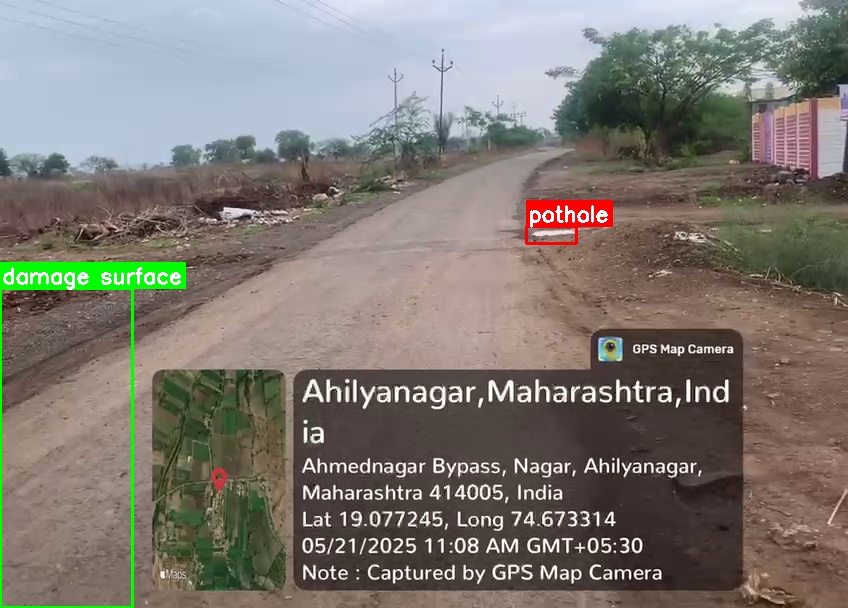 pothole
damage surface
GPS Map Camera
Ahilyanagar,Maharashtra,Ind
ia
Ahmednagar Bypass, Nagar, Ahilyanagar,
Maharashtra 414005, India
Lat 19.077245, Long 74.673314
05/21/2025 11:08 AM GMT+05:30
Note : Captured by GPS Map Camera
Maps